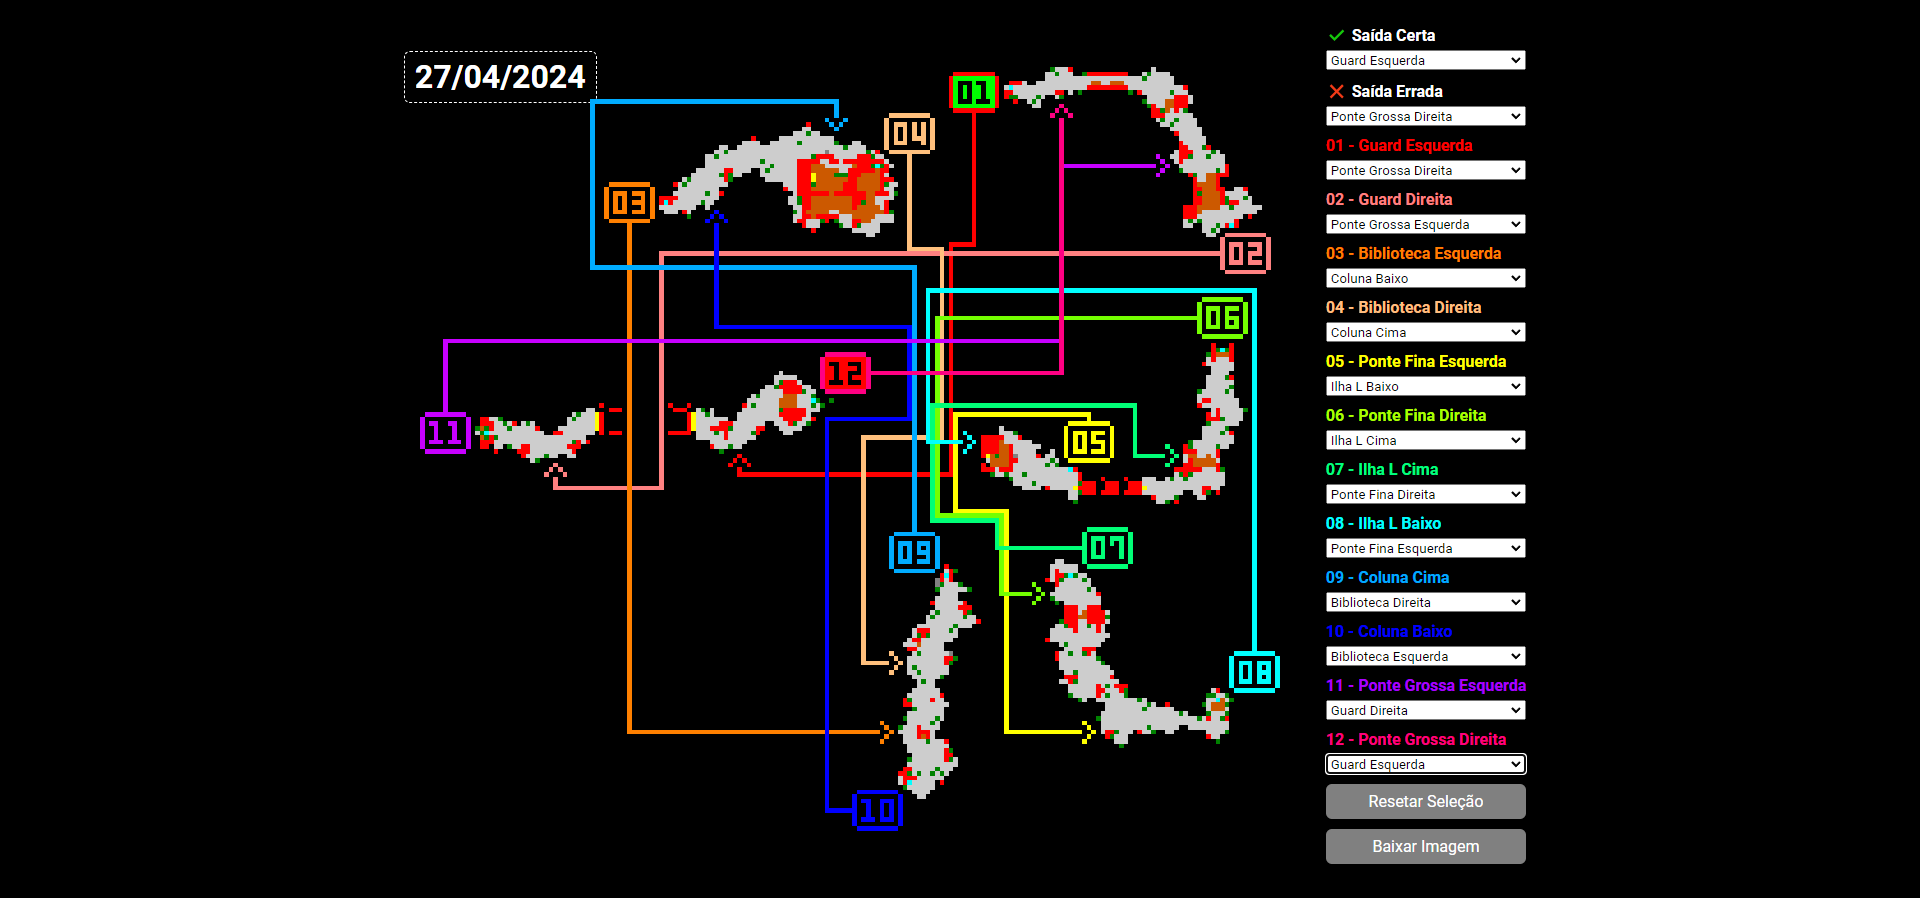 27/04/2024
01
04
03
02
06
12
11
05
09
07
08
10
Saída Certa
Guard Esquerda
Saída Errada
Ponte Grossa Direita
01 - Guard Esquerda
Ponte Grossa Direita
02 - Guard Direita
Ponte Grossa Esquerda
03 - Biblioteca Esquerda
Coluna Baixo
04 - Biblioteca Direita
Coluna Cima
05 - Ponte Fina Esquerda
Ilha L Baixo
06 - Ponte Fina Direita
Ilha L Cima
07 - Ilha L Cima
Ponte Fina Direita
08 - Ilha L Baixo
Ponte Fina Esquerda
09 - Coluna Cima
Biblioteca Direita
10 - Coluna Baixo
Biblioteca Esquerda
11 - Ponte Grossa Esquerda
Guard Direita
12 - Ponte Grossa Direita
Guard Esquerda
Resetar Seleção
Baixar Imagem